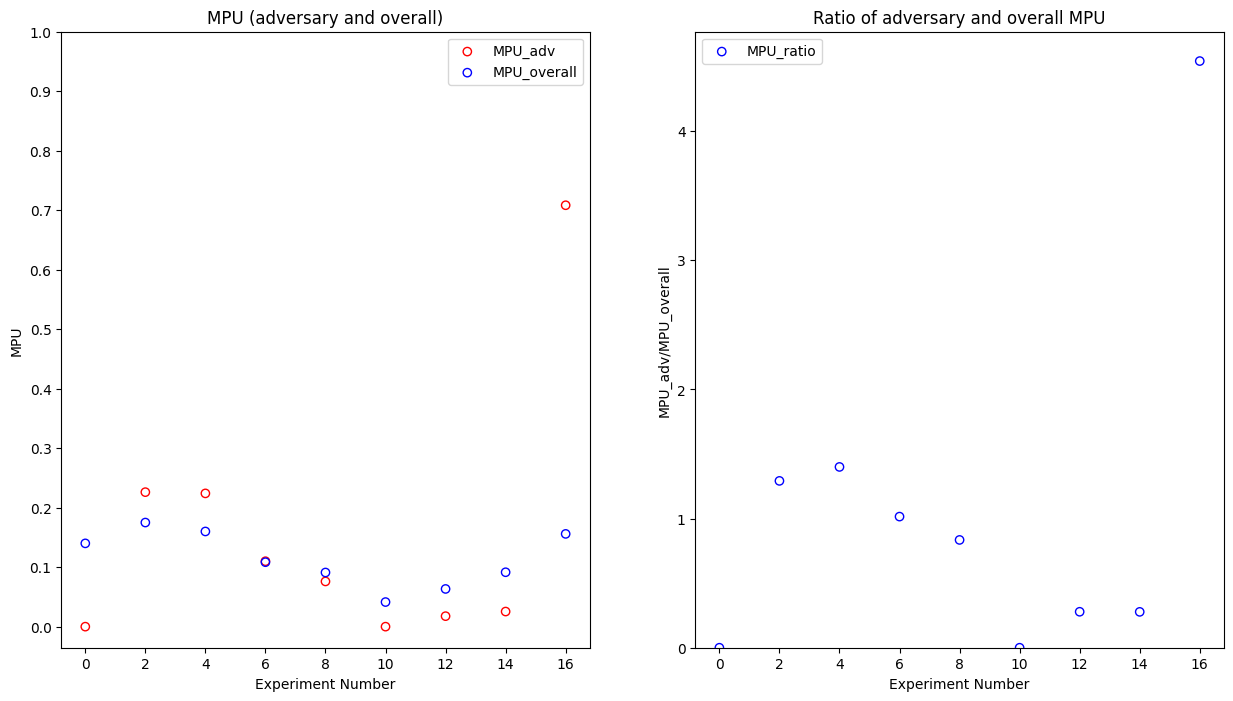 MPU (adversary and overall)
MPU_adv
MPU_overall
1.0
0.9
0.8
0.7
0.6
0.5
0.4
0.3
0.2
0.1
0.0
MPU
0 2 4 6 8 10 12 14 16
Experiment Number
Ratio of adversary and overall MPU
MPU_ratio
4
3
2
1
0
MPU_adv/MPU_overall
0 2 4 6 8 10 12 14 16
Experiment Number